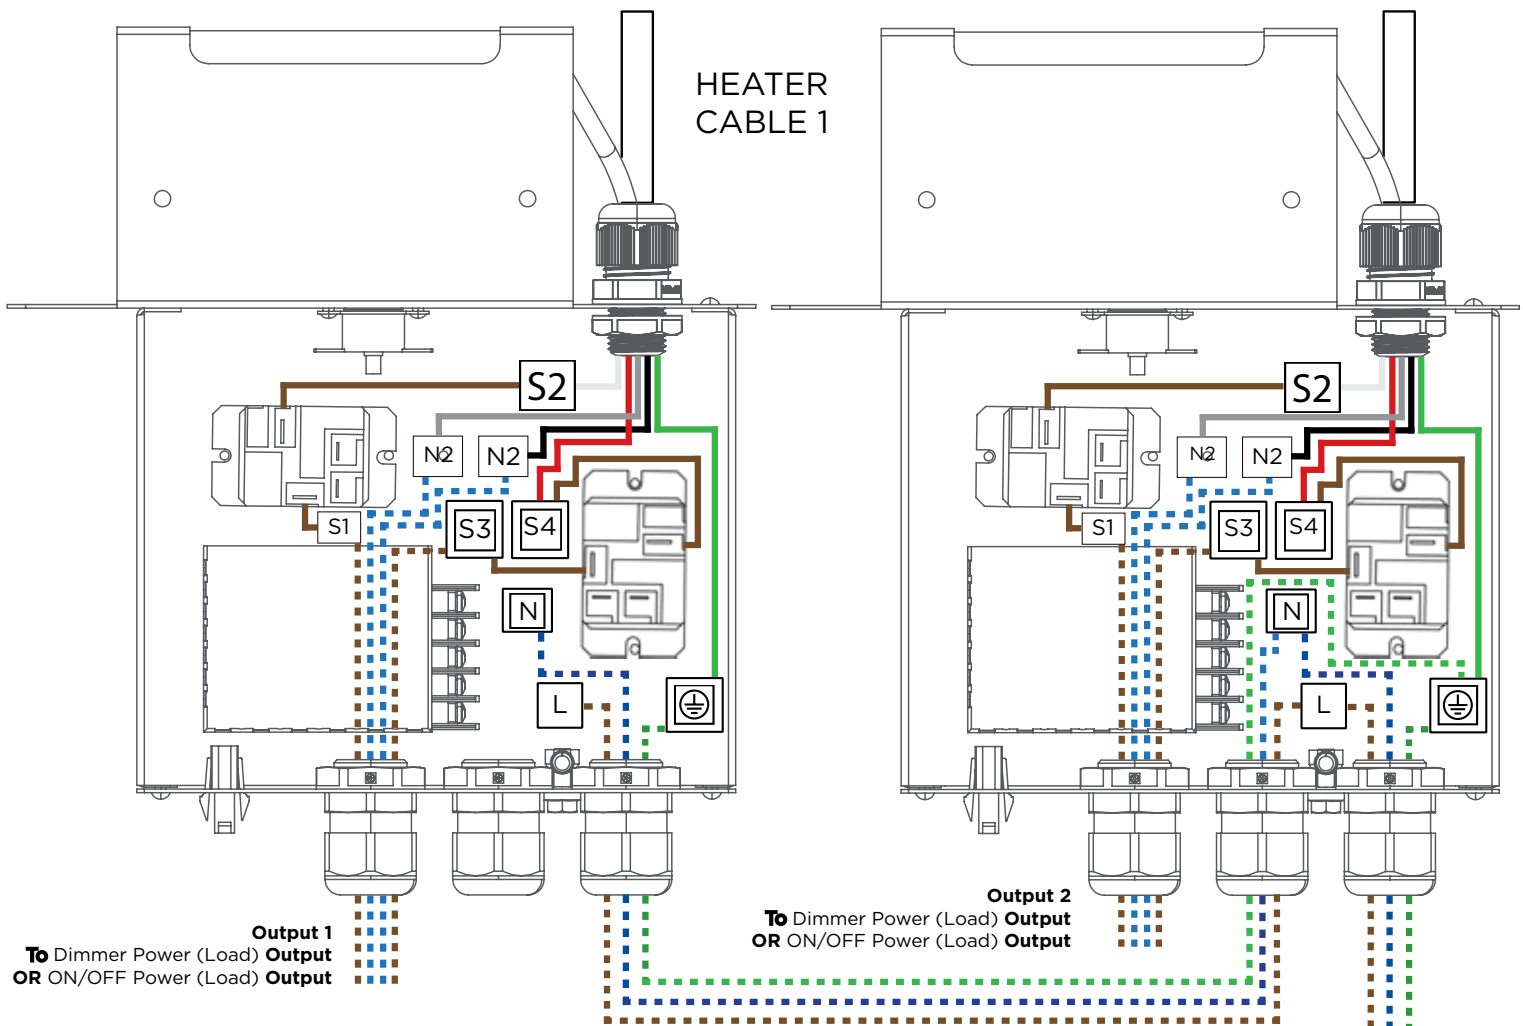 HEATER
CABLE 1
S2
N2
N2
S1
S3
S4
N
L
S2
N2
N2
S1
S3
S4
N
L
Output 1
To Dimmer Power (Load) Output
OR ON/OFF Power (Load) Output
Output 2
To Dimmer Power (Load) Output
OR ON/OFF Power (Load) Output